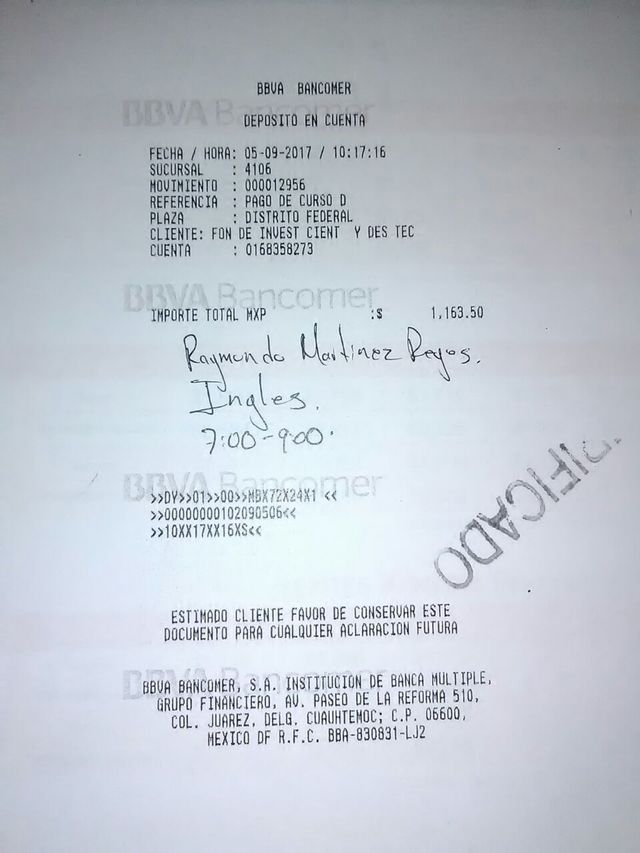 BBVA BANCOMER
BBVA Bancomer
DEPOSITO EN CUENTA
FECHA / HORA: 05-09-2017 / 10:17:16
SUCURSAL : 4106
MOVIMIENTO : 000012956
REFERENCIA : PAGO DE CURSO D
PLAZA : DISTRITO FEDERAL
CLIENTE: FON DE INVEST CIENT Y DES TEC
CUENTA : 0168358273
BBVA Bancomer
IMPORTE TOTAL MXP :$ 1,163.50
Raymundo Martinez Reyes.
Ingles.
7:00-9:00.
BBVA Bancomer
>>DV>>01>>00>>MBX72X24X1 <<
>>00000000102090506<<
>>10XX17XX16XS<<
DIFICADO
ESTIMADO CLIENTE FAVOR DE CONSERVAR ESTE
DOCUMENTO PARA CUALQUIER ACLARACION FUTURA
BBVA Bancomer
BBVA BANCOMER, S.A. INSTITUCION DE BANCA MULTIPLE,
GRUPO FINANCIERO, AV. PASEO DE LA REFORMA 510,
COL. JUAREZ, DELG. CUAUHTEMOC; C.P. 06600,
MEXICO DF R.F.C. BBA-830831-LJ2